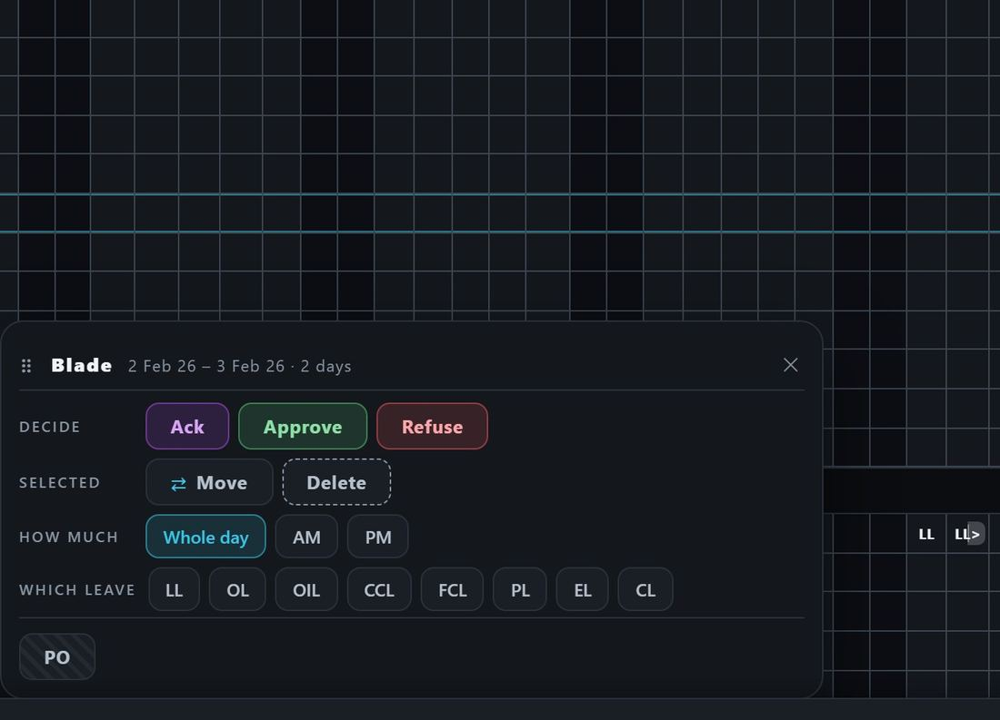 Blade 2 Feb 26 – 3 Feb 26 · 2 days
DECIDE Ack Approve Refuse
SELECTED Move Delete
HOW MUCH Whole day AM PM
LL LL>
WHICH LEAVE LL OL OIL CCL FCL PL EL CL
PO